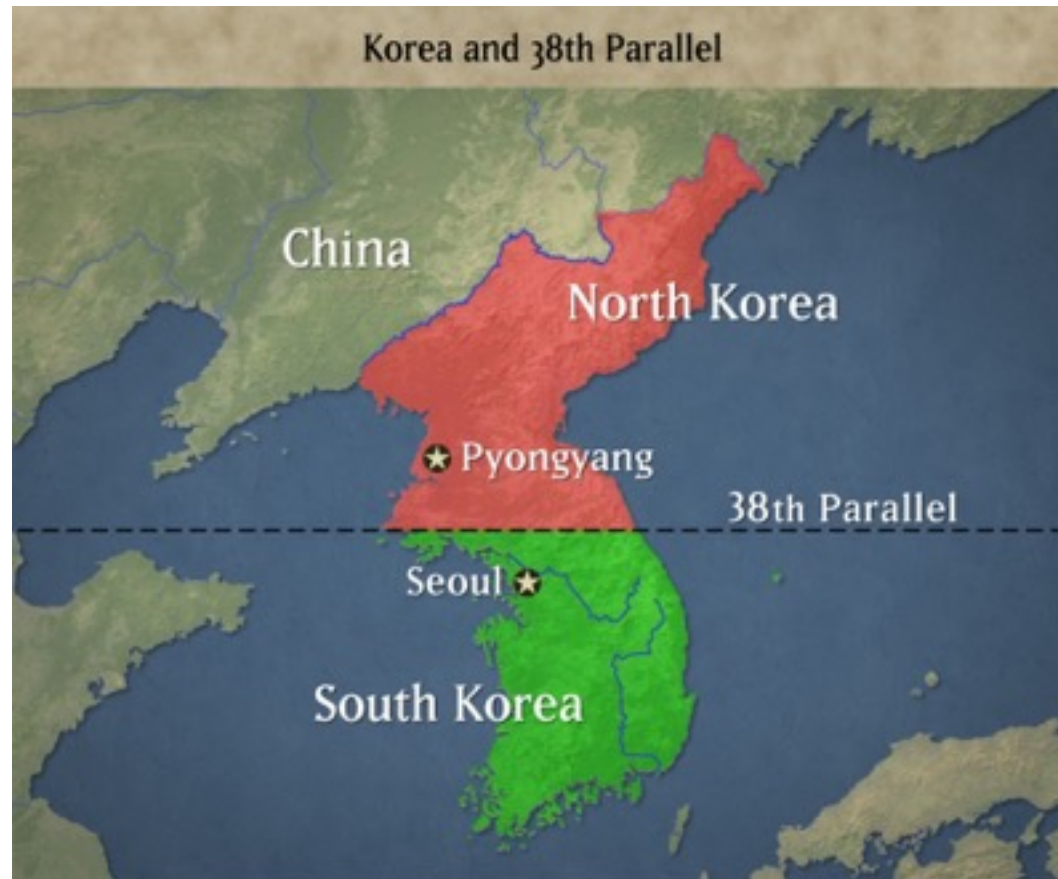 Korea and 38th Parallel
China
North Korea
Pyongyang
38th Parallel
Seoul
South Korea